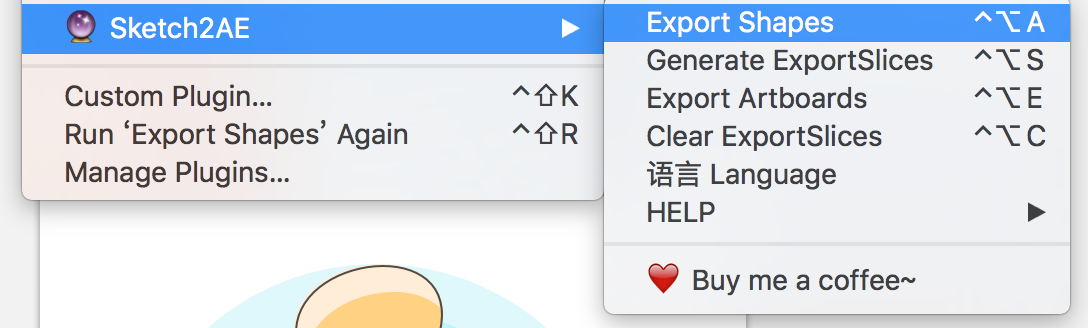 🔮 Sketch2AE ▶
Custom Plugin... ^⇧K
Run ‘Export Shapes’ Again ^⇧R
Manage Plugins...
Export Shapes ^⌥A
Generate ExportSlices ^⌥S
Export Artboards ^⌥E
Clear ExportSlices ^⌥C
语言 Language
HELP ▶
❤️ Buy me a coffee~